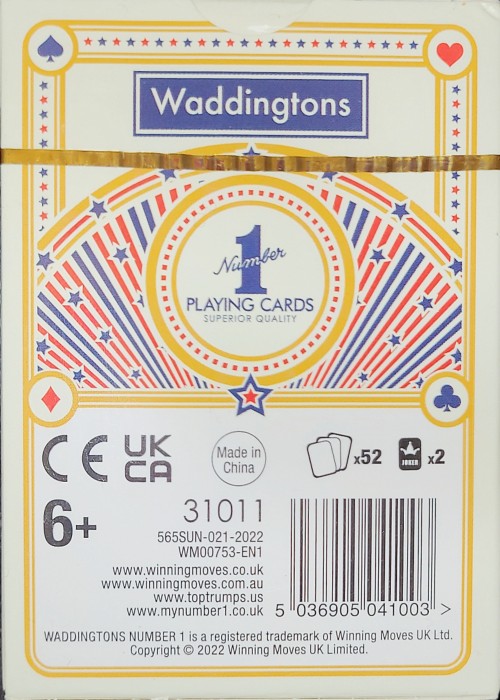 Waddingtons
Number
1
PLAYING CARDS
SUPERIOR QUALITY
CE
UK
CA
Made in
China
x52
JOKER
x2
6+
31011
565SUN-021-2022
WM00753-EN1
www.winningmoves.co.uk
www.winningmoves.com.au
www.toptrumps.us
www.mynumber1.co.uk
5 036905 041003 >
WADDINGTONS NUMBER 1 is a registered trademark of Winning Moves UK Ltd.
Copyright © 2022 Winning Moves UK Limited.